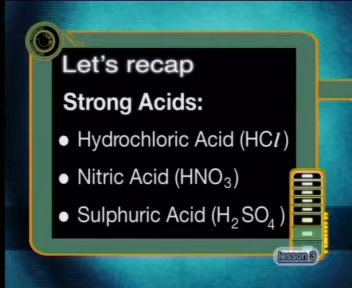 Let's recap
Strong Acids:
• Hydrochloric Acid (HCl)
• Nitric Acid (HNO₃)
• Sulphuric Acid (H₂SO₄)
lesson 3